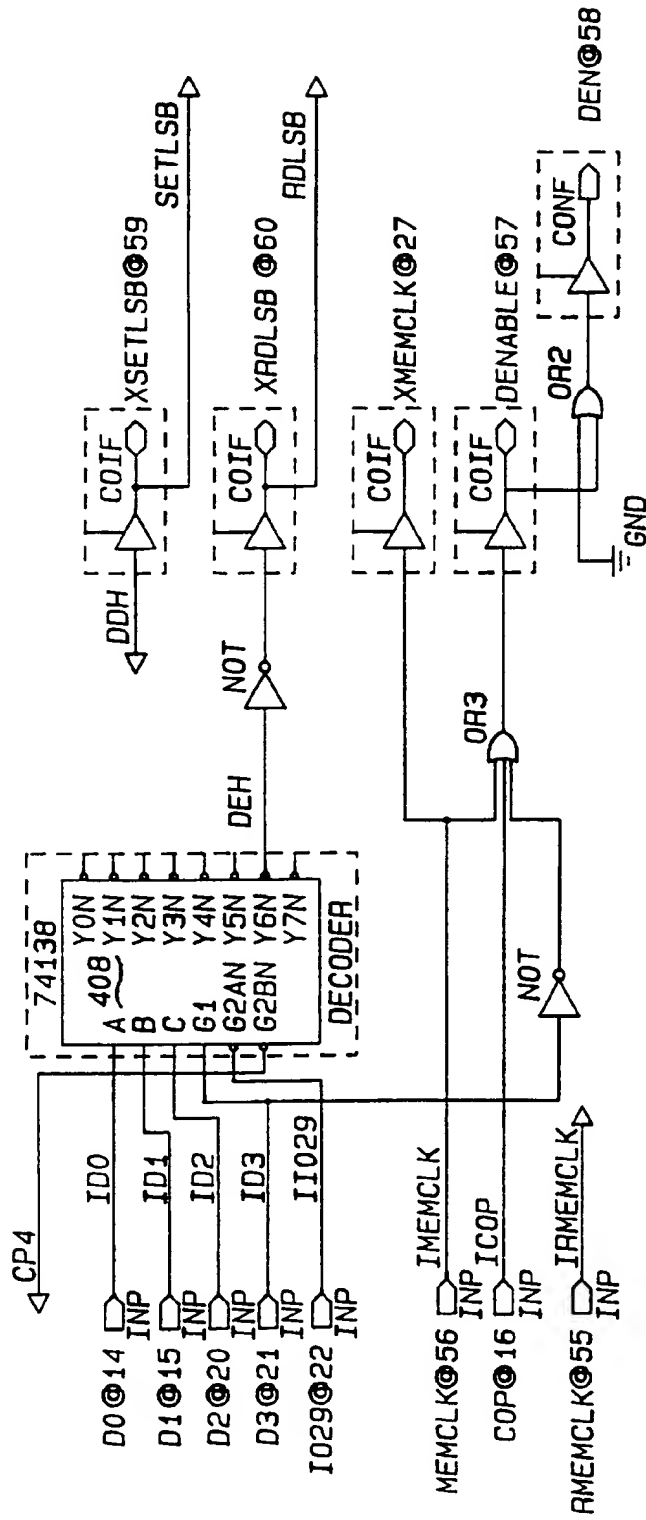 CP4
74138
408
A
B
C
G1
G2AN
G2BN
Y0N
Y1N
Y2N
Y3N
Y4N
Y5N
Y6N
Y7N
DECODER
D0@14
INP
ID0
D1@15
INP
ID1
D2@20
INP
ID2
D3@21
INP
ID3
IO29@22
INP
IIO29
DDH
COIF
XSETLSB@59
SETLSB
DEH
NOT
COIF
XRDLSB @60
RDLSB
MEMCLK@56
INP
IMEMCLK
COP@16
INP
ICOP
RMEMCLK@55
INP
IRMEMCLK
NOT
OR3
COIF
XMEMCLK@27
COIF
DENABLE@57
OR2
GND
CONF
DEN@58